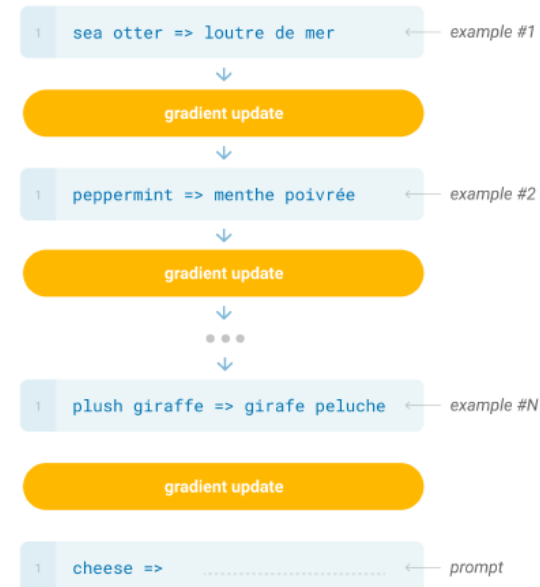 1 sea otter => loutre de mer example #1
gradient update
1 peppermint => menthe poivrée example #2
gradient update
1 plush giraffe => girafe peluche example #N
gradient update
1 cheese => prompt